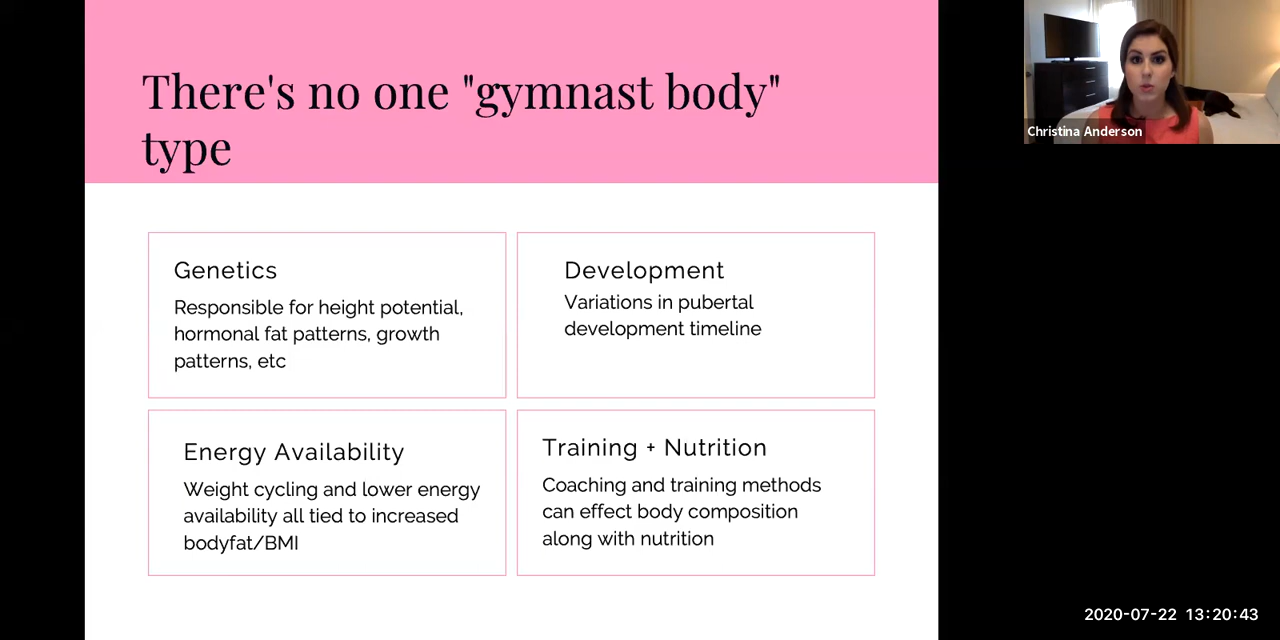 There's no one "gymnast body"
type
Genetics
Responsible for height potential,
hormonal fat patterns, growth
patterns, etc
Development
Variations in pubertal
development timeline
Energy Availability
Weight cycling and lower energy
availability all tied to increased
bodyfat/BMI
Training + Nutrition
Coaching and training methods
can effect body composition
along with nutrition
Christina Anderson
2020-07-22 13:20:43